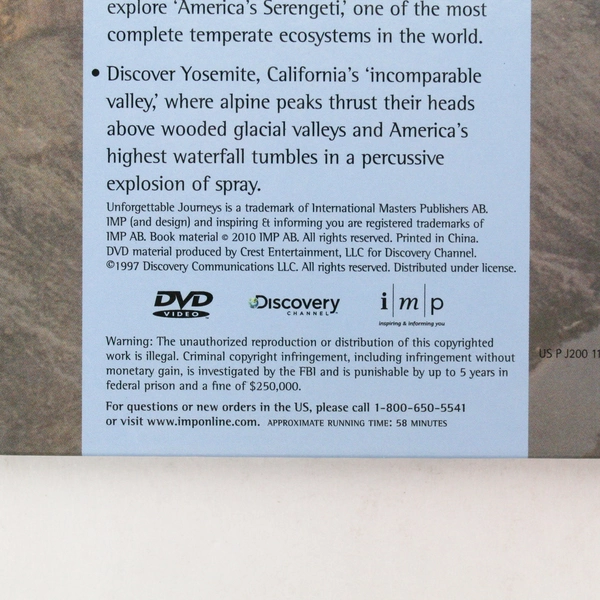 explore ‘America’s Serengeti,’ one of the most
complete temperate ecosystems in the world.
• Discover Yosemite, California’s ‘incomparable
valley,’ where alpine peaks thrust their heads
above wooded glacial valleys and America’s
highest waterfall tumbles in a percussive
explosion of spray.
Unforgettable Journeys is a trademark of International Masters Publishers AB.
IMP (and design) and inspiring & informing you are registered trademarks of
IMP AB. Book material © 2010 IMP AB. All rights reserved. Printed in China.
DVD material produced by Crest Entertainment, LLC for Discovery Channel.
©1997 Discovery Communications LLC. All rights reserved. Distributed under license.
DVD VIDEO™ Discovery CHANNEL™ i|m|p
inspiring & informing you
Warning: The unauthorized reproduction or distribution of this copyrighted
work is illegal. Criminal copyright infringement, including infringement without
monetary gain, is investigated by the FBI and is punishable by up to 5 years in
federal prison and a fine of $250,000.
US P J200 11
For questions or new orders in the US, please call 1-800-650-5541
or visit www.imponline.com. APPROXIMATE RUNNING TIME: 58 MINUTES